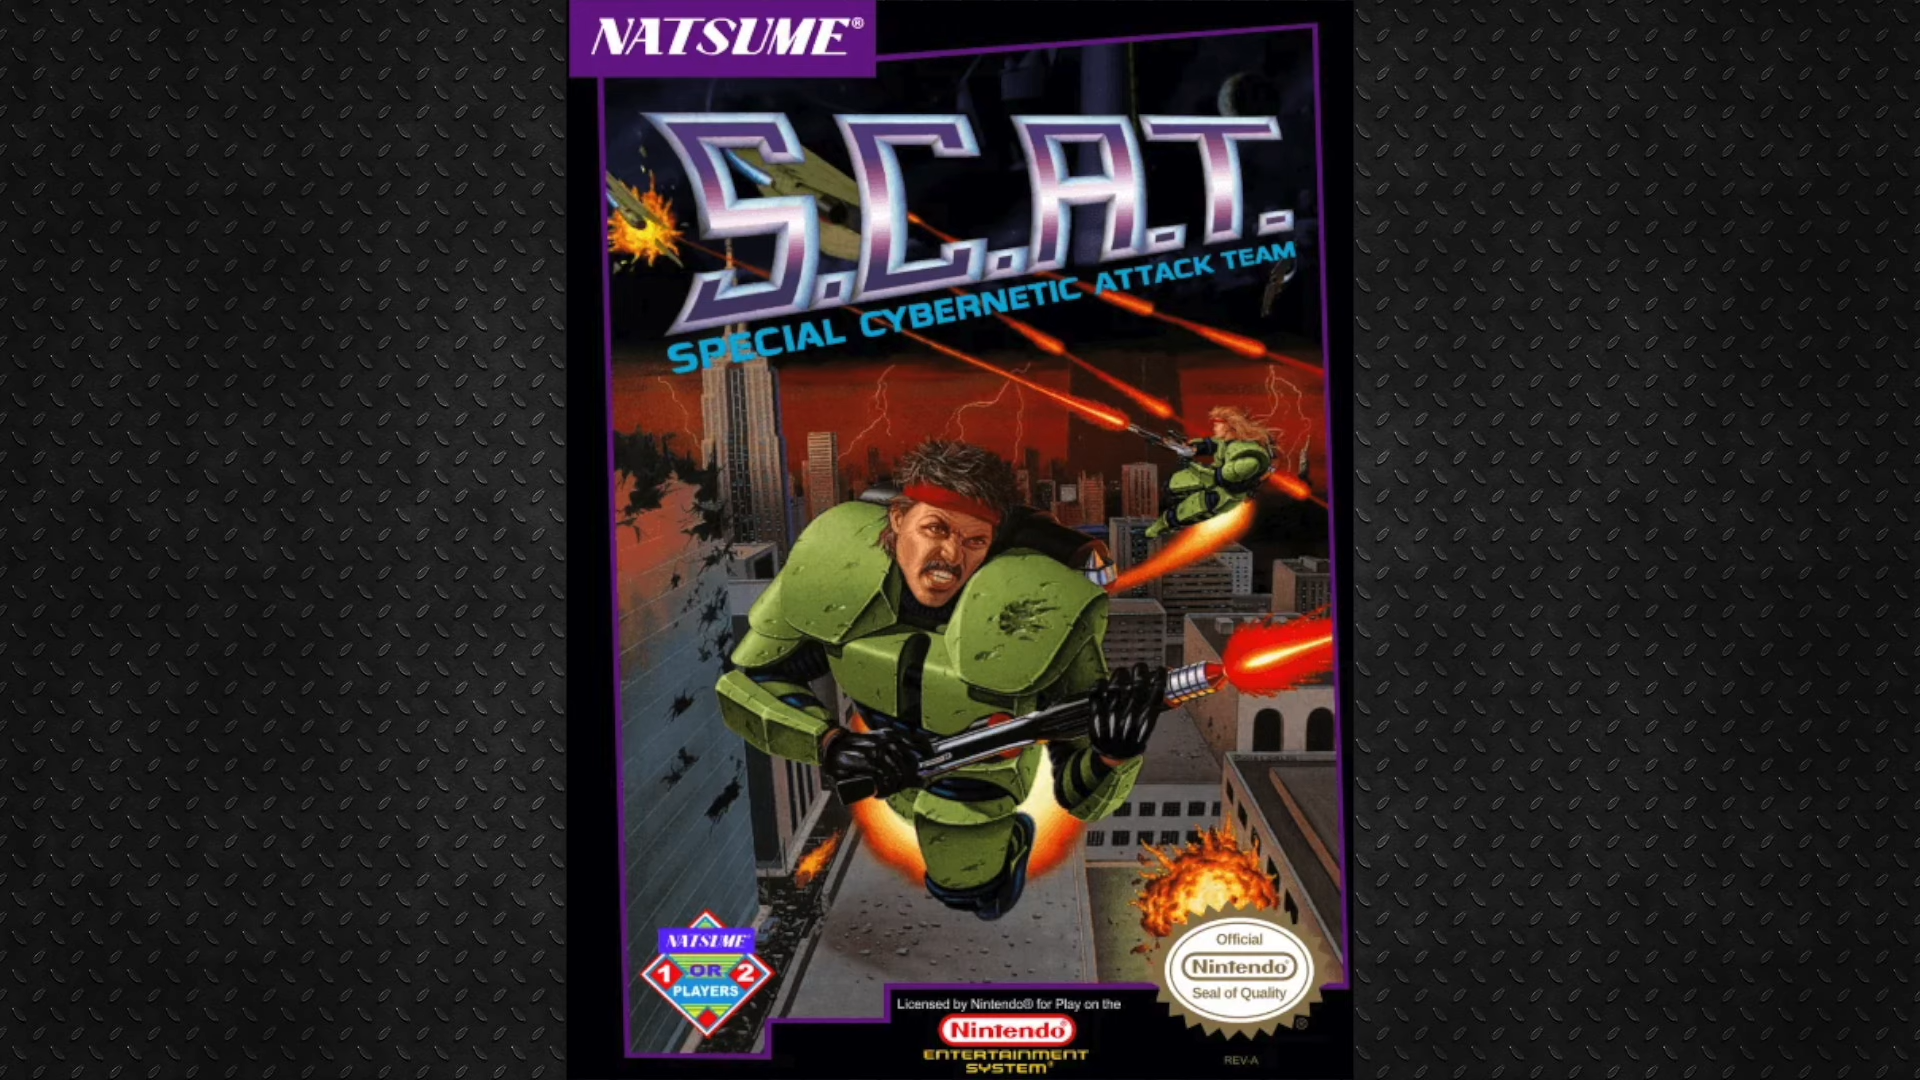 NATSUME®
S.C.A.T.
SPECIAL CYBERNETIC ATTACK TEAM
NATSUME
1 OR 2
PLAYERS
Official
Nintendo
Seal of Quality
®
Licensed by Nintendo® for Play on the
Nintendo®
ENTERTAINMENT
SYSTEM®
REV-A